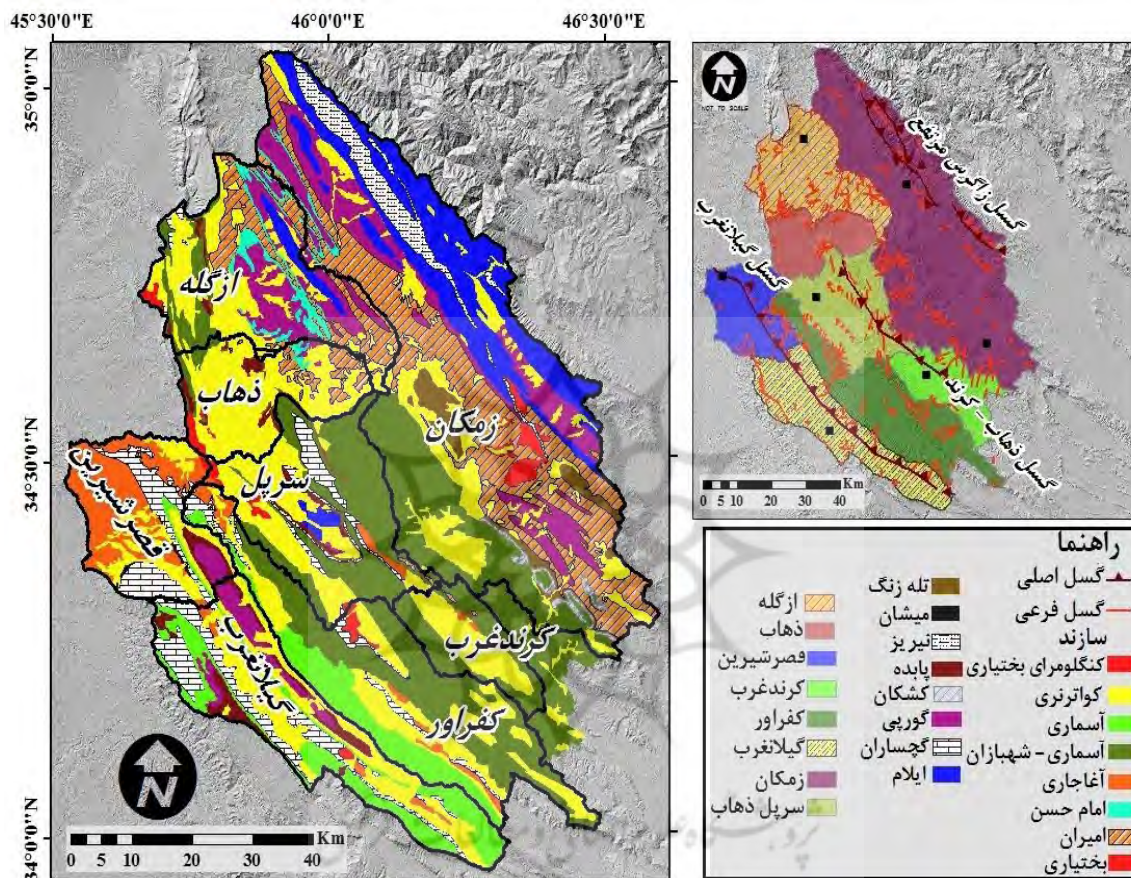 45°30'0"E
46°0'0"E
46°30'0"E
35°0'0"N
34°30'0"N
34°0'0"N
ازگله
ذهاب
زمکان
سرپل
قصرشیرین
کرندغرب
گیلانغرب
کفراور
N
0 5 10 20 30 40 Km
N
NOT TO SCALE
گسل زاگرس مرتفع
گسل گیلانغرب
گسل ذهاب - کرند
0 5 10 20 30 40 Km
راهنما
گسل اصلی
گسل فرعی
سازند
کنگلومرای بختیاری
کواترنری
آسماری
آسماری - شهبازان
آغاجاری
امام حسن
امیران
بختیاری
تله زنگ
میشان
نیریز
پابده
کشکان
گورپی
گچساران
ایلام
ازگله
ذهاب
قصرشیرین
کرندغرب
کفراور
گیلانغرب
زمکان
سرپل ذهاب